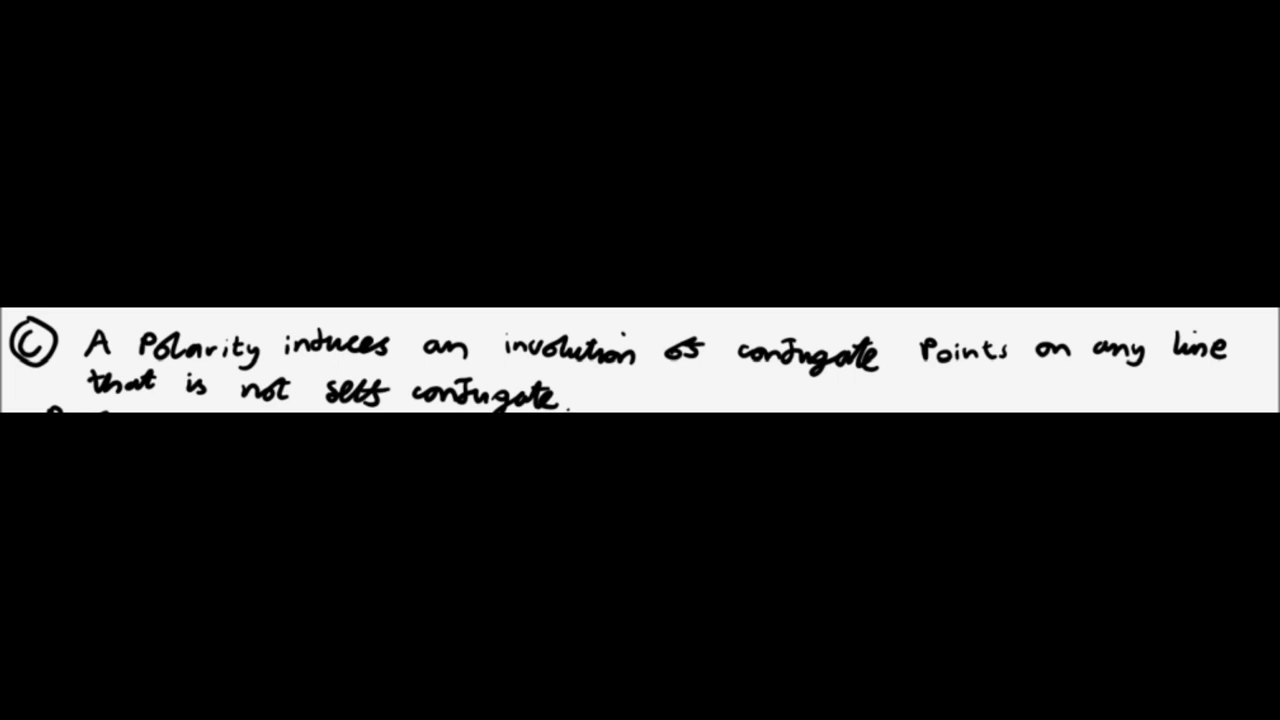 Ⓒ A Polarity induces an involution of conjugate Points on any line
that is not self conjugate.